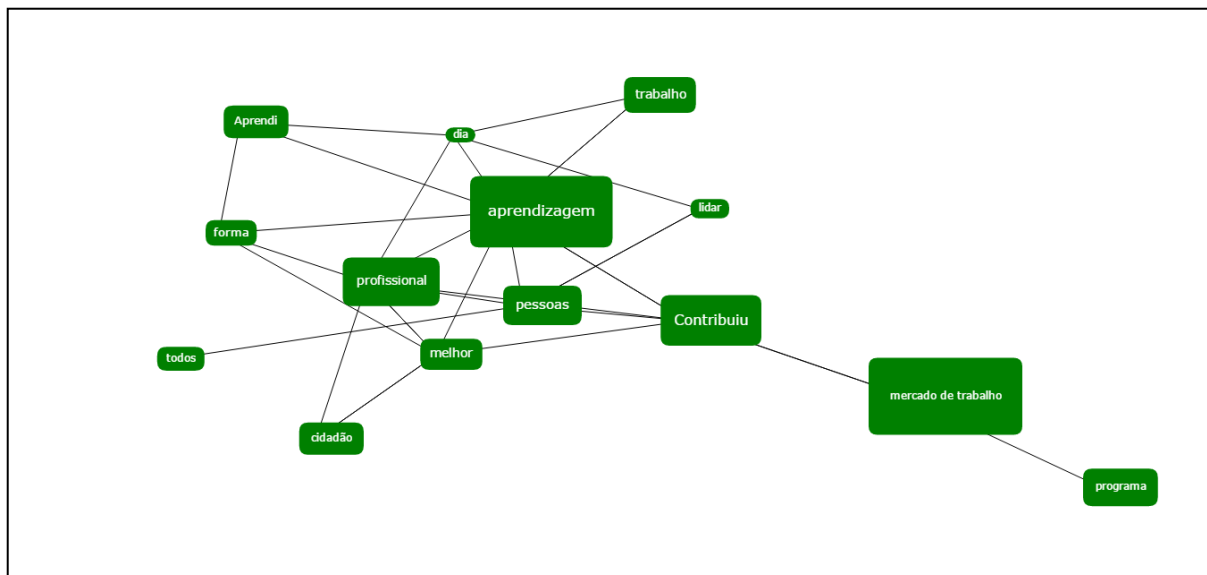 trabalho
Aprendi
dia
aprendizagem
lidar
forma
profissional
pessoas
Contribuiu
todos
melhor
mercado de trabalho
cidadão
programa